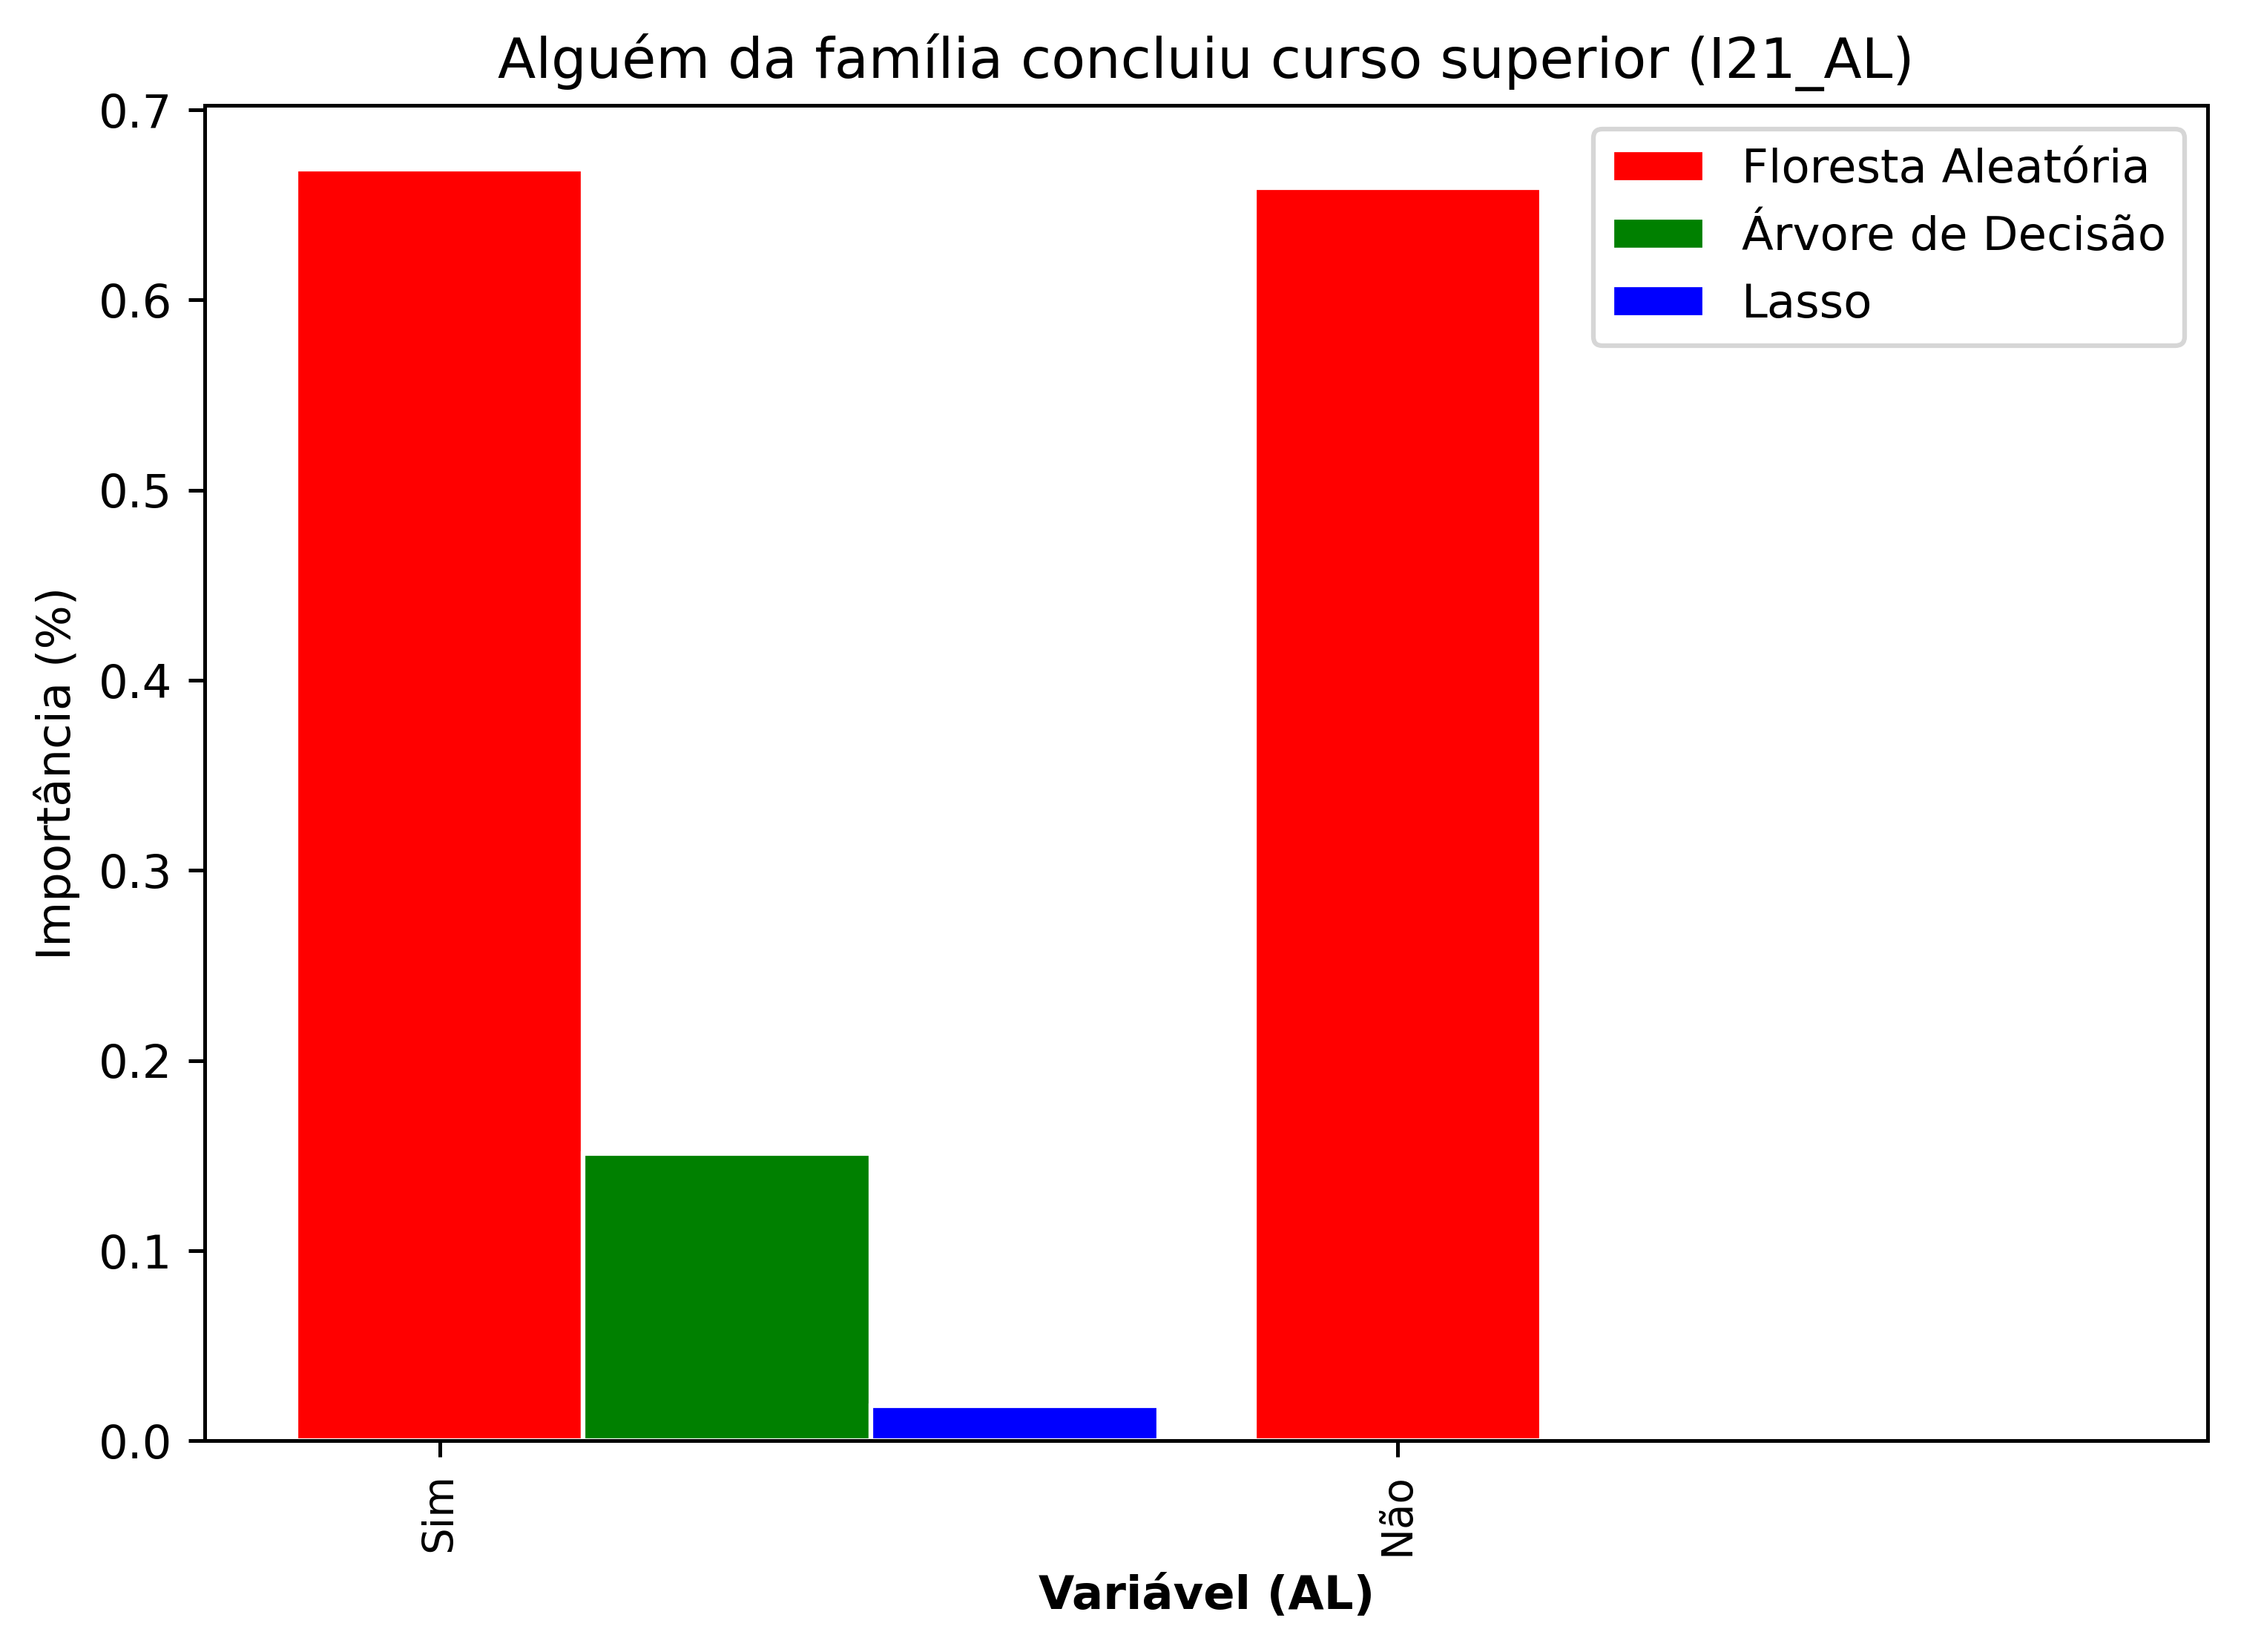 Alguém da família concluiu curso superior (I21_AL)
Floresta Aleatória
Árvore de Decisão
Lasso
Importância (%)
0.7
0.6
0.5
0.4
0.3
0.2
0.1
0.0
Sim
Não
Variável (AL)